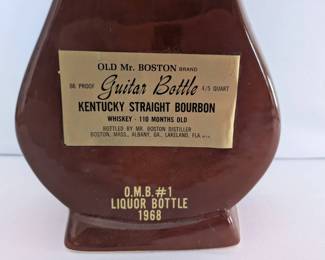 OLD Mr. BOSTON BRAND
86 PROOF Guitar Bottle 4/5 QUART
KENTUCKY STRAIGHT BOURBON
WHISKEY - 110 MONTHS OLD
BOTTLED BY MR. BOSTON DISTILLER
BOSTON, MASS., ALBANY, GA., LAKELAND, FLA
O.M.B. #1
LIQUOR BOTTLE
1968